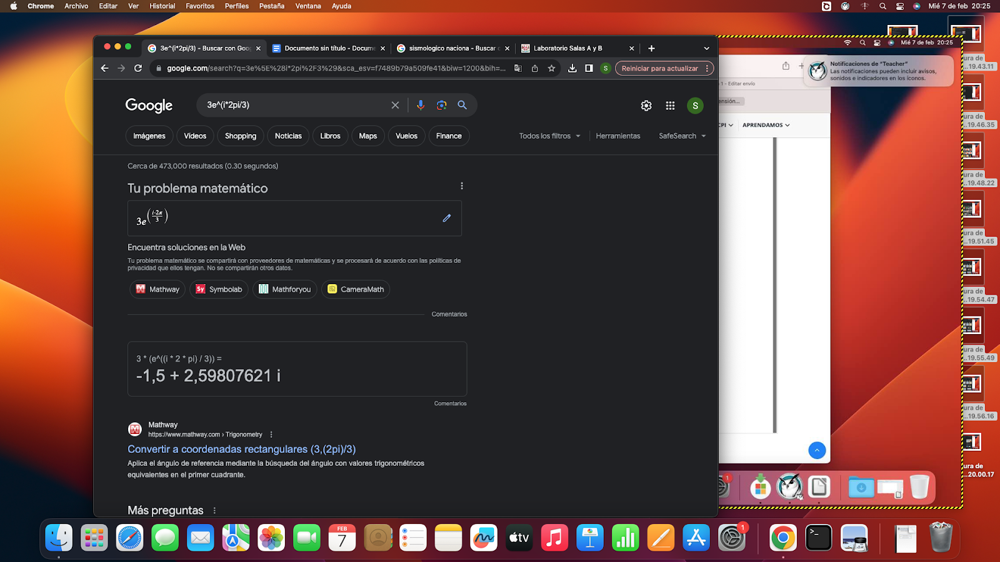 Chrome Archivo Editar Ver Historial Favoritos Perfiles Pestaña Ventana Ayuda
Mié 7 de feb 20:25
3e^(i*2pi/3) - Buscar con Goo
Documento sin título - Docume
sismologico naciona - Buscar c
Laboratorio Salas A y B
google.com/search?q=3e%5E%28i*2pi%2F3%29&sca_esv=f7489b79a509fe41&biw=1200&bih=...
S
Reiniciar para actualizar
Google
3e^(i*2pi/3)
S
Imágenes Vídeos Shopping Noticias Libros Maps Vuelos Finance
Todos los filtros Herramientas SafeSearch
Cerca de 473,000 resultados (0.30 segundos)
Tu problema matemático
3e^(i·2π/3)
Encuentra soluciones en la Web
Tu problema matemático se compartirá con proveedores de matemáticas y se procesará de acuerdo con las políticas de
privacidad que ellos tengan. No se compartirán otros datos.
Mathway Symbolab Mathforyou CameraMath
Comentarios
3 * (e^((i * 2 * pi) / 3)) =
-1,5 + 2,59807621 i
Comentarios
Mathway
https://www.mathway.com › Trigonometry
Convertir a coordenadas rectangulares (3,(2pi)/3)
Aplica el ángulo de referencia mediante la búsqueda del ángulo con valores trigonométricos
equivalentes en el primer cuadrante.
Más preguntas
Mié 7 de feb 20:25
Notificaciones de "Teacher"
Las notificaciones pueden incluir avisos,
sonidos e indicadores en los íconos.
1 - Editar envío
ensión...
CPI APRENDAMOS
1
ura de
...19.43.11
ura de
...19.46.35
ura de
...19.48.22
ura de
...19.51.45
ura de
...19.54.47
ura de
...19.55.49
ura de
...19.56.16
ura de
...20.00.17
FEB
7
tv
1